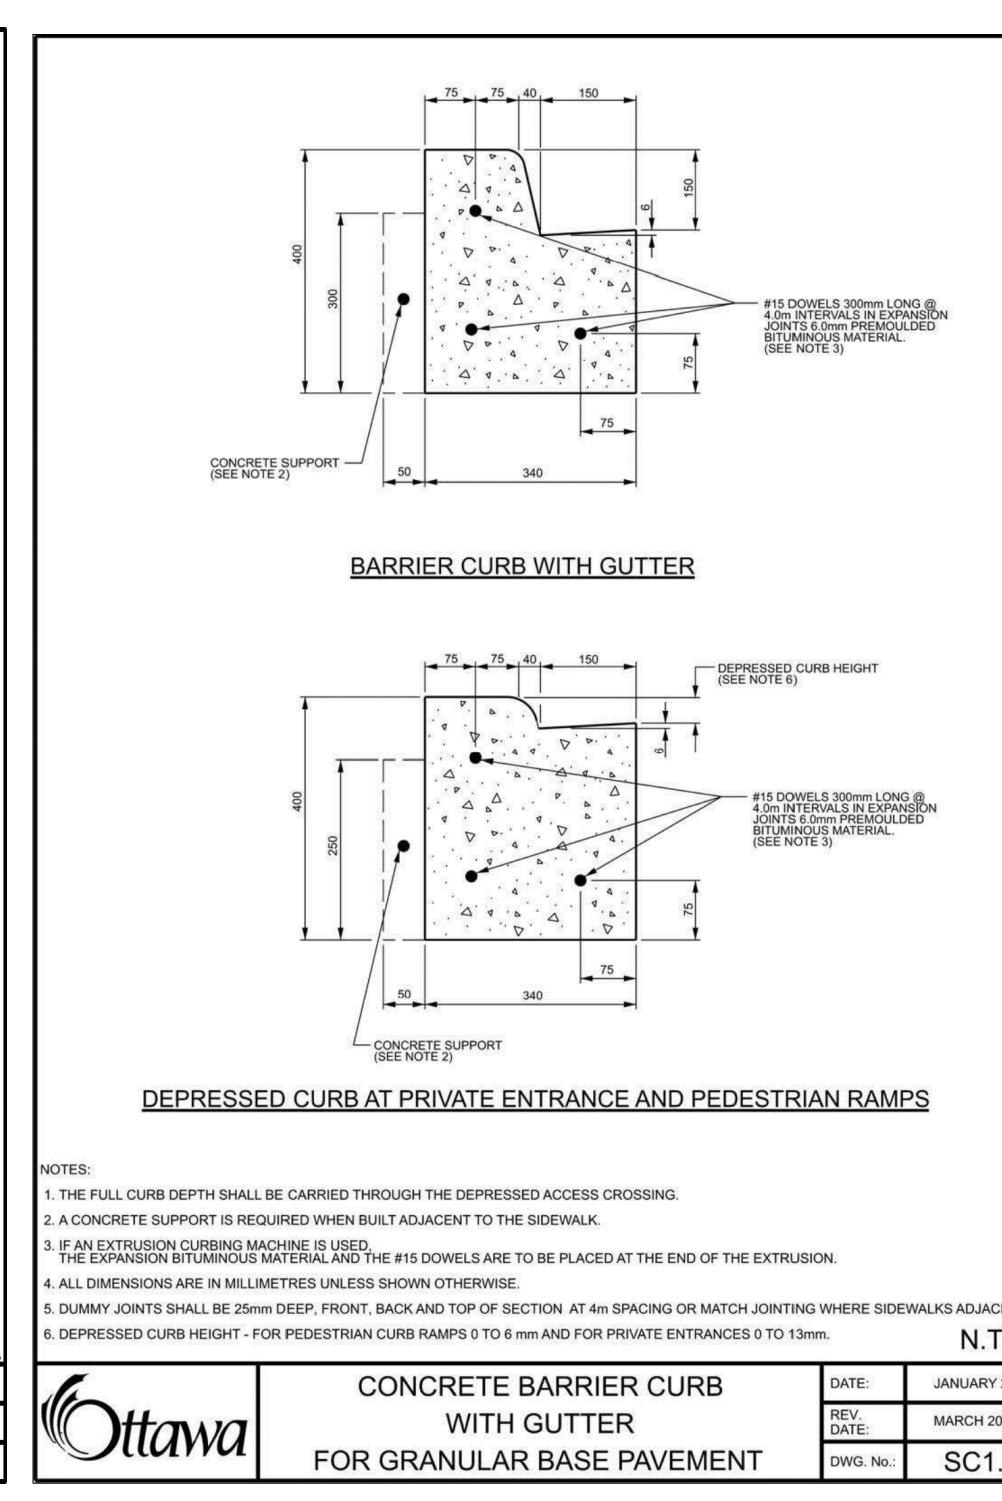 75 75 40 150
150
6
400
300
#15 DOWELS 300mm LONG @
4.0m INTERVALS IN EXPANSION
JOINTS 6.0mm PREMOULDED
BITUMINOUS MATERIAL.
(SEE NOTE 3)
75
75
CONCRETE SUPPORT
(SEE NOTE 2)
50 340
BARRIER CURB WITH GUTTER
75 75 40 150
DEPRESSED CURB HEIGHT
(SEE NOTE 6)
6
400
250
#15 DOWELS 300mm LONG @
4.0m INTERVALS IN EXPANSION
JOINTS 6.0mm PREMOULDED
BITUMINOUS MATERIAL.
(SEE NOTE 3)
75
75
50 340
CONCRETE SUPPORT
(SEE NOTE 2)
DEPRESSED CURB AT PRIVATE ENTRANCE AND PEDESTRIAN RAMPS
NOTES:
1. THE FULL CURB DEPTH SHALL BE CARRIED THROUGH THE DEPRESSED ACCESS CROSSING.
2. A CONCRETE SUPPORT IS REQUIRED WHEN BUILT ADJACENT TO THE SIDEWALK.
3. IF AN EXTRUSION CURBING MACHINE IS USED,
THE EXPANSION BITUMINOUS MATERIAL AND THE #15 DOWELS ARE TO BE PLACED AT THE END OF THE EXTRUSION.
4. ALL DIMENSIONS ARE IN MILLIMETRES UNLESS SHOWN OTHERWISE.
5. DUMMY JOINTS SHALL BE 25mm DEEP, FRONT, BACK AND TOP OF SECTION AT 4m SPACING OR MATCH JOINTING WHERE SIDEWALKS
6. DEPRESSED CURB HEIGHT - FOR PEDESTRIAN CURB RAMPS 0 TO 6 mm AND FOR PRIVATE ENTRANCES 0 TO 13mm.
Ottawa
CONCRETE BARRIER CURB
WITH GUTTER
FOR GRANULAR BASE PAVEMENT
DATE: JANUARY
REV.
DATE: MARCH
DWG. No.: SC1.